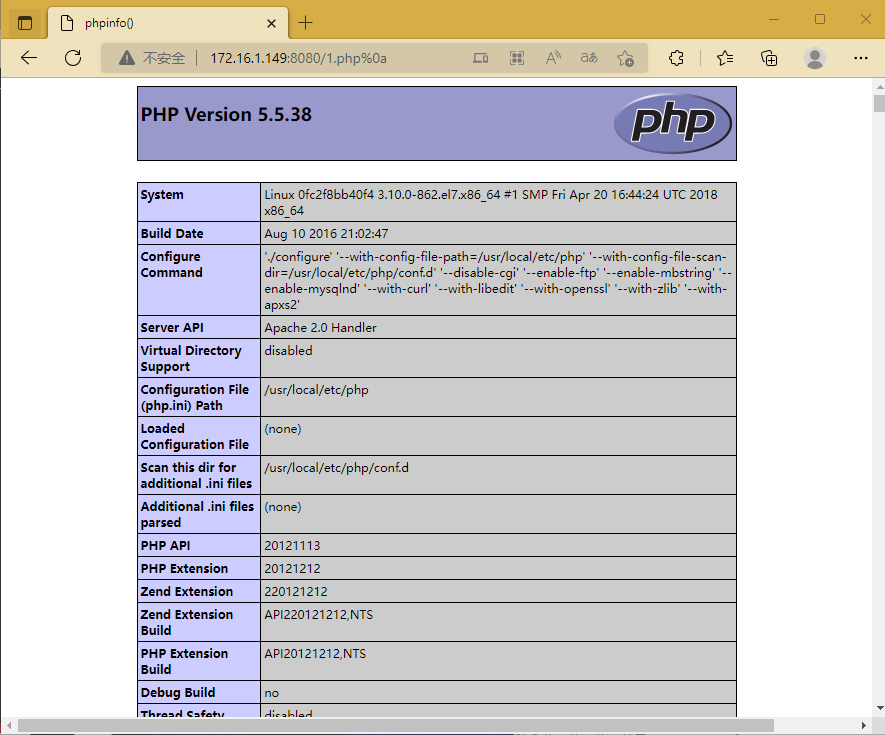 phpinfo()
不安全
172.16.1.149:8080/1.php%0a
PHP Version 5.5.38
php
System
Linux 0fc2f8bb40f4 3.10.0-862.el7.x86_64 #1 SMP Fri Apr 20 16:44:24 UTC 2018
x86_64
Build Date
Aug 10 2016 21:02:47
Configure
Command
'./configure' '--with-config-file-path=/usr/local/etc/php' '--with-config-file-scan-
dir=/usr/local/etc/php/conf.d' '--disable-cgi' '--enable-ftp' '--enable-mbstring' '--
enable-mysqlnd' '--with-curl' '--with-libedit' '--with-openssl' '--with-zlib' '--with-
apxs2'
Server API
Apache 2.0 Handler
Virtual Directory
Support
disabled
Configuration File
(php.ini) Path
/usr/local/etc/php
Loaded
Configuration File
(none)
Scan this dir for
additional .ini files
/usr/local/etc/php/conf.d
Additional .ini files
parsed
(none)
PHP API
20121113
PHP Extension
20121212
Zend Extension
220121212
Zend Extension
Build
API220121212,NTS
PHP Extension
Build
API20121212,NTS
Debug Build
no
Thread Safety
disabled